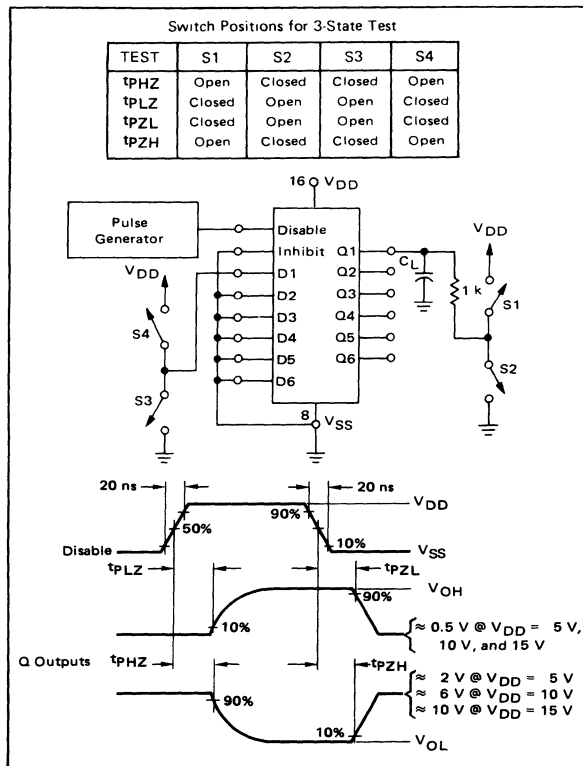 Switch Positions for 3-State Test
TEST S1 S2 S3 S4
tPHZ Open Closed Closed Open
tPLZ Closed Open Open Closed
tPZL Closed Open Open Closed
tPZH Open Closed Closed Open
16 VDD
Pulse
Generator
Disable
Inhibit
D1
D2
D3
D4
D5
D6
Q1
Q2
Q3
Q4
Q5
Q6
CL
1 k
VDD
S1
S2
VDD
S4
S3
8
VSS
20 ns
20 ns
90%
VDD
50%
10%
Disable
VSS
tPLZ
tPZL
VOH
90%
10%
≈ 0.5 V @ VDD = 5 V,
10 V, and 15 V
Q Outputs
tPHZ
tPZH
≈ 2 V @ VDD = 5 V
≈ 6 V @ VDD = 10 V
≈ 10 V @ VDD = 15 V
90%
10%
VOL